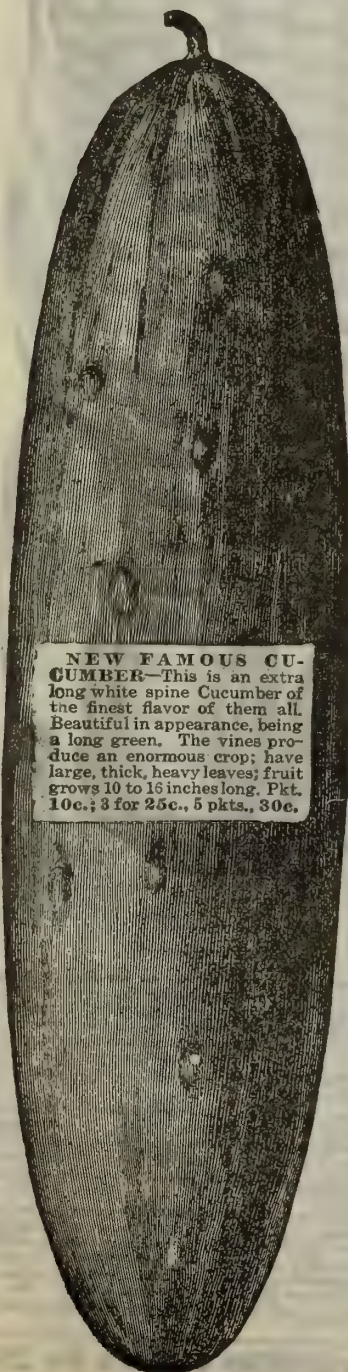 NEW FAMOUS CU-
CUMBER—This is an extra
long white spine Cucumber of
the finest flavor of them all.
Beautiful in appearance, being
a long green. The vines pro-
duce an enormous crop; have
large, thick, heavy leaves; fruit
grows 10 to 16 inches long. Pkt.
10c.; 3 for 25c., 5 pkts., 30c.